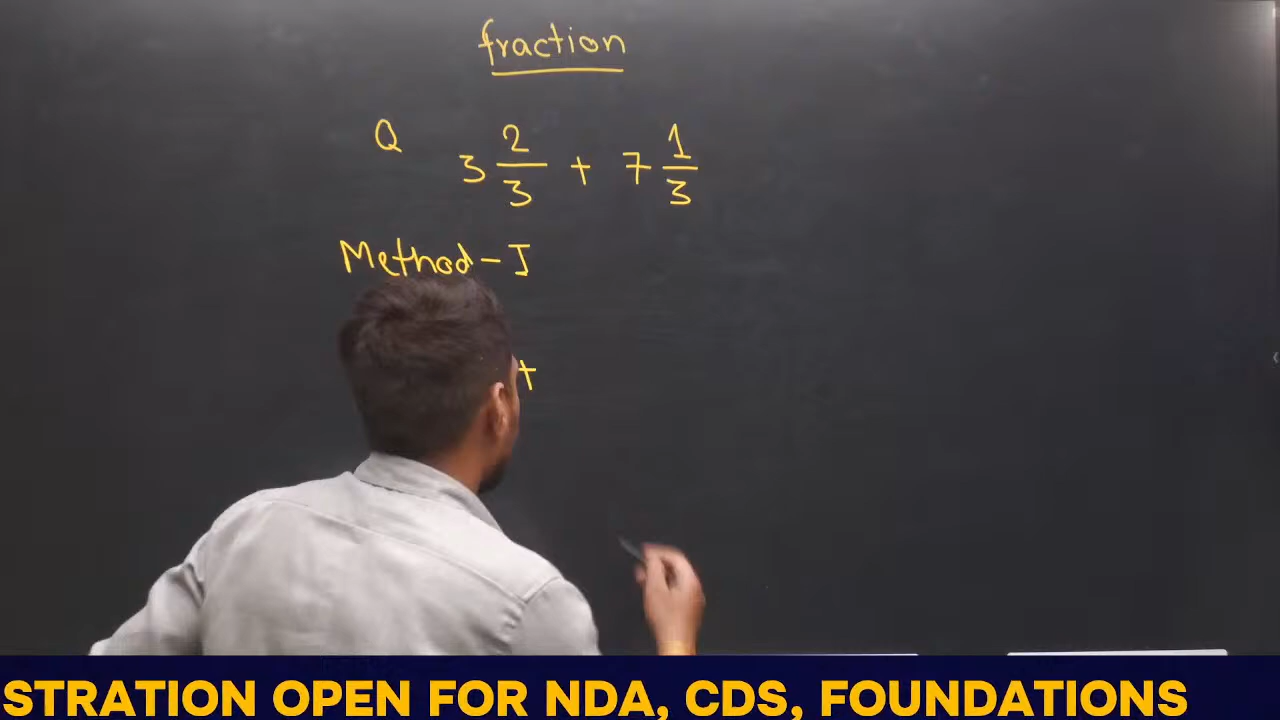 fraction
Q 3 2/3 + 7 1/3
Method - I
+
STRATION OPEN FOR NDA, CDS, FOUNDATIONS